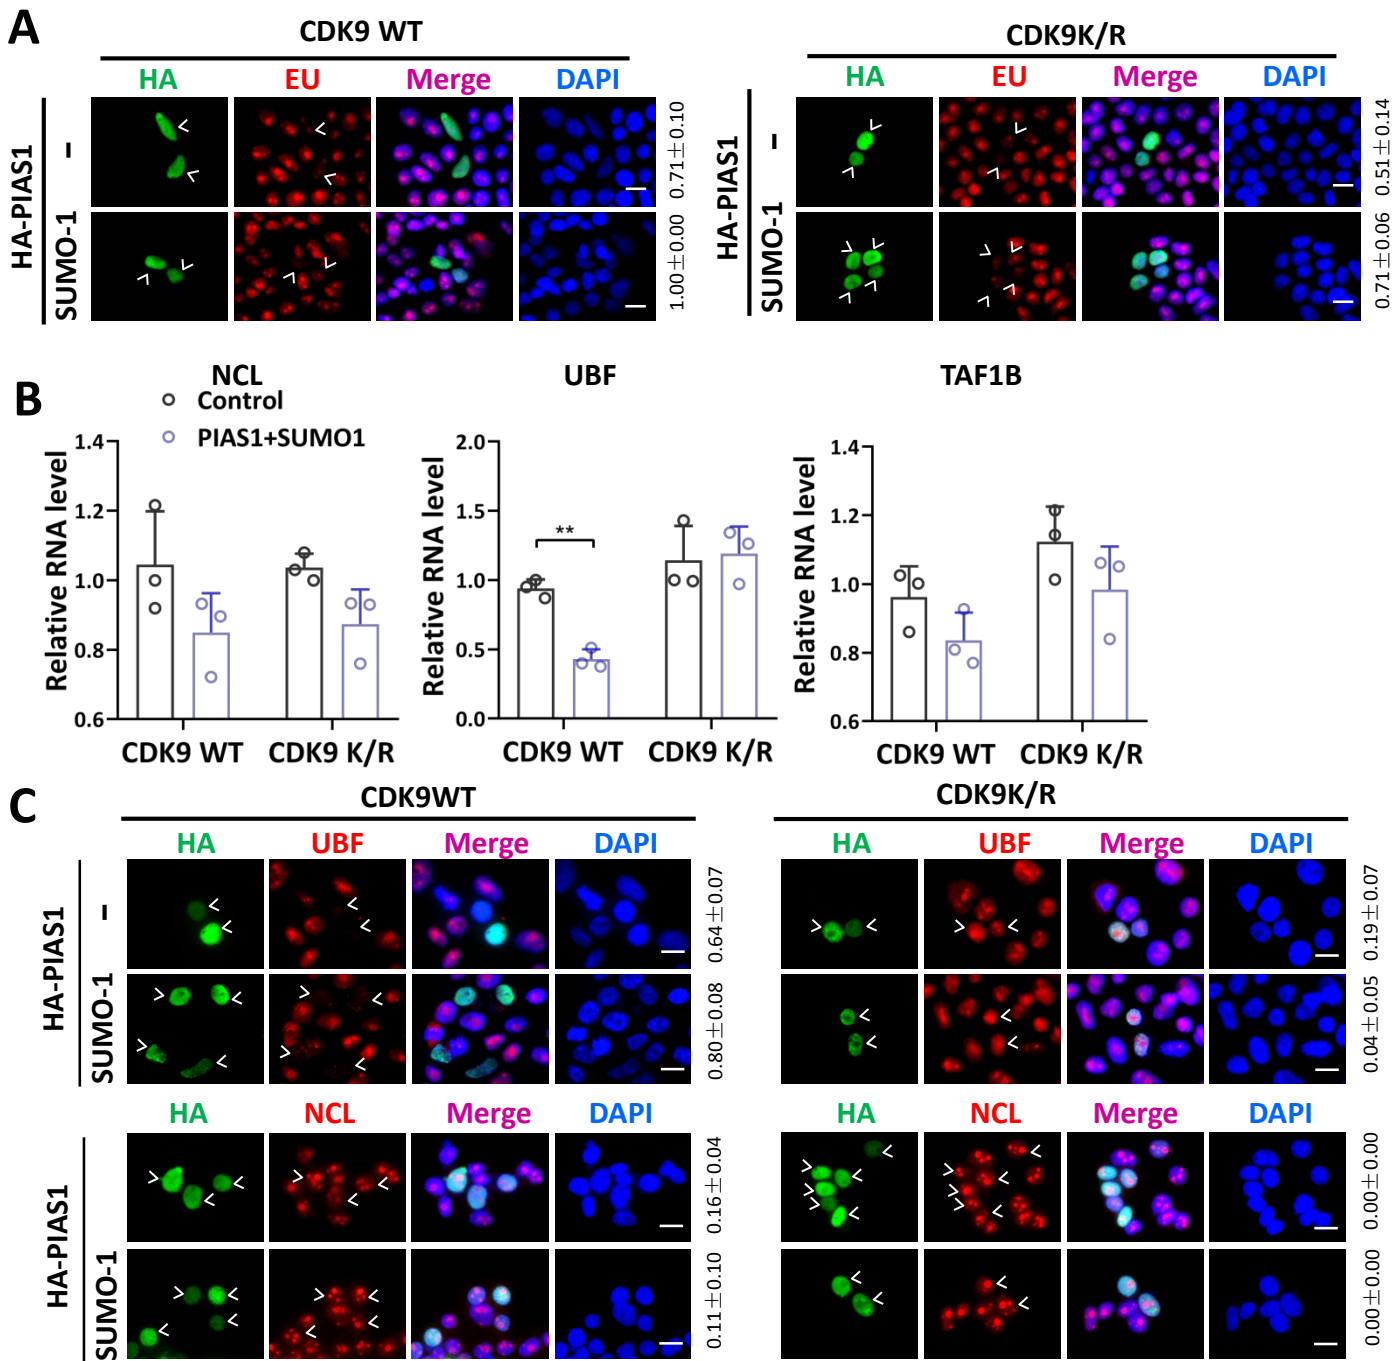 A
CDK9 WT
CDK9K/R
HA EU Merge DAPI
HA EU Merge DAPI
HA-PIAS1
–
SUMO-1
0.71±0.10
1.00±0.00
HA-PIAS1
–
SUMO-1
0.51±0.14
0.71±0.06
B
NCL
UBF
TAF1B
Control
PIAS1+SUMO1
Relative RNA level
1.4
1.2
1.0
0.8
0.6
CDK9 WT CDK9 K/R
Relative RNA level
2.0
1.5
1.0
0.5
0.0
**
CDK9 WT CDK9 K/R
Relative RNA level
1.4
1.2
1.0
0.8
0.6
CDK9 WT CDK9 K/R
C
CDK9WT
CDK9K/R
HA UBF Merge DAPI
HA UBF Merge DAPI
HA-PIAS1
–
SUMO-1
0.64±0.07
0.80±0.08
0.19±0.07
0.04±0.05
HA NCL Merge DAPI
HA NCL Merge DAPI
HA-PIAS1
SUMO-1
0.16±0.04
0.11±0.10
0.00±0.00
0.00±0.00